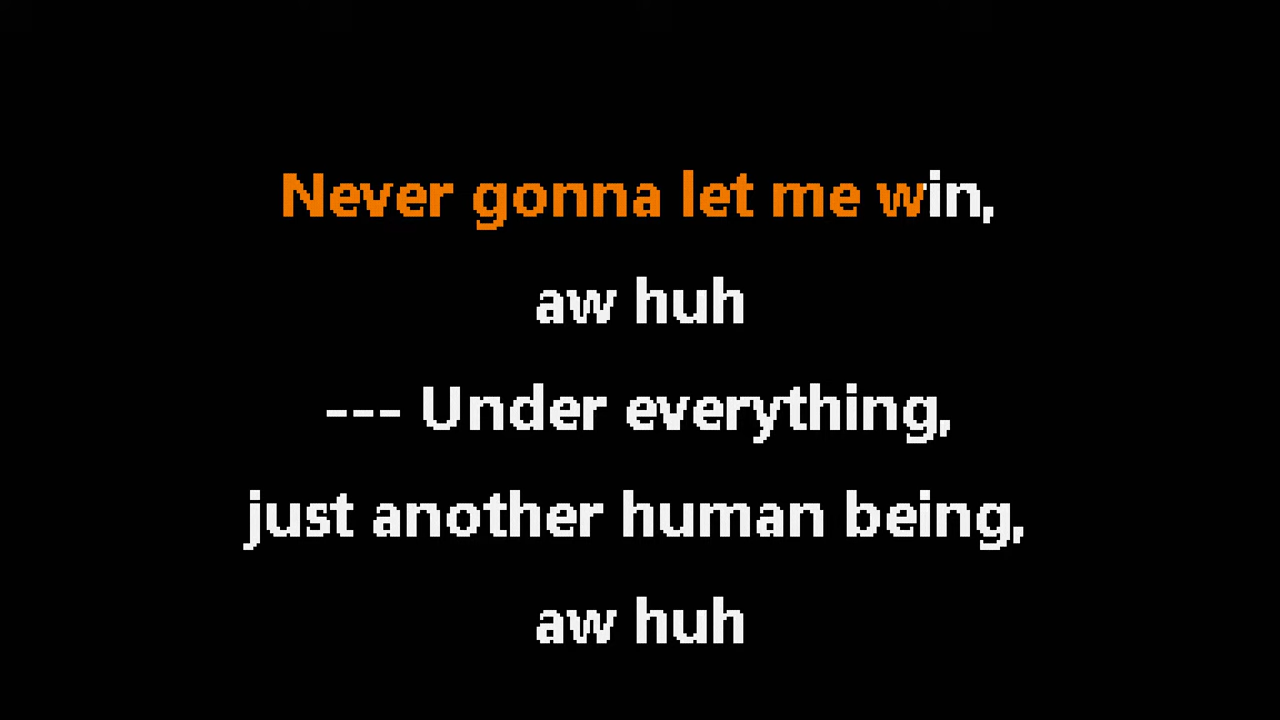 Never gonna let me win,
aw huh
--- Under everything,
just another human being,
aw huh